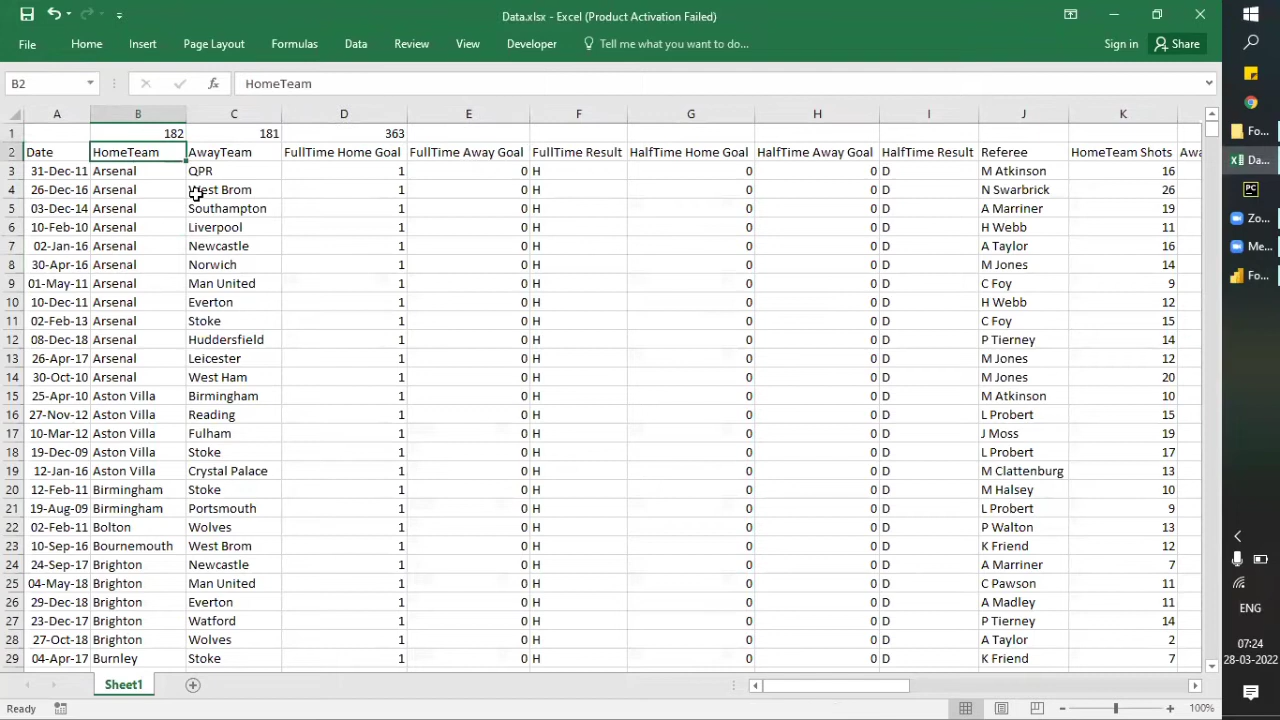 Data.xlsx - Excel (Product Activation Failed)
File Home Insert Page Layout Formulas Data Review View Developer Tell me what you want to do... Sign in Share
B2 fx HomeTeam
A B C D E F G H I J K
1 182 181 363
2 Date HomeTeam AwayTeam FullTime Home Goal FullTime Away Goal FullTime Result HalfTime Home Goal HalfTime Away Goal HalfTime Result Referee HomeTeam Shots Awa
3 31-Dec-11 Arsenal QPR 1 0 H 0 0 D M Atkinson 16
4 26-Dec-16 Arsenal West Brom 1 0 H 0 0 D N Swarbrick 26
5 03-Dec-14 Arsenal Southampton 1 0 H 0 0 D A Marriner 19
6 10-Feb-10 Arsenal Liverpool 1 0 H 0 0 D H Webb 11
7 02-Jan-16 Arsenal Newcastle 1 0 H 0 0 D A Taylor 16
8 30-Apr-16 Arsenal Norwich 1 0 H 0 0 D M Jones 14
9 01-May-11 Arsenal Man United 1 0 H 0 0 D C Foy 9
10 10-Dec-11 Arsenal Everton 1 0 H 0 0 D H Webb 12
11 02-Feb-13 Arsenal Stoke 1 0 H 0 0 D C Foy 15
12 08-Dec-18 Arsenal Huddersfield 1 0 H 0 0 D P Tierney 14
13 26-Apr-17 Arsenal Leicester 1 0 H 0 0 D M Jones 12
14 30-Oct-10 Arsenal West Ham 1 0 H 0 0 D M Jones 20
15 25-Apr-10 Aston Villa Birmingham 1 0 H 0 0 D M Atkinson 10
16 27-Nov-12 Aston Villa Reading 1 0 H 0 0 D L Probert 15
17 10-Mar-12 Aston Villa Fulham 1 0 H 0 0 D J Moss 19
18 19-Dec-09 Aston Villa Stoke 1 0 H 0 0 D L Probert 17
19 12-Jan-16 Aston Villa Crystal Palace 1 0 H 0 0 D M Clattenburg 13
20 12-Feb-11 Birmingham Stoke 1 0 H 0 0 D M Halsey 10
21 19-Aug-09 Birmingham Portsmouth 1 0 H 0 0 D L Probert 9
22 02-Feb-11 Bolton Wolves 1 0 H 0 0 D P Walton 13
23 10-Sep-16 Bournemouth West Brom 1 0 H 0 0 D K Friend 12
24 24-Sep-17 Brighton Newcastle 1 0 H 0 0 D A Marriner 7
25 04-May-18 Brighton Man United 1 0 H 0 0 D C Pawson 11
26 29-Dec-18 Brighton Everton 1 0 H 0 0 D A Madley 11
27 23-Dec-17 Brighton Watford 1 0 H 0 0 D P Tierney 14
28 27-Oct-18 Brighton Wolves 1 0 H 0 0 D A Taylor 2
29 04-Apr-17 Burnley Stoke 1 0 H 0 0 D K Friend 7
Sheet1
Ready 100%
Fo...
Da...
PC
Zo...
Me...
Fo...
ENG
07:24
28-03-2022